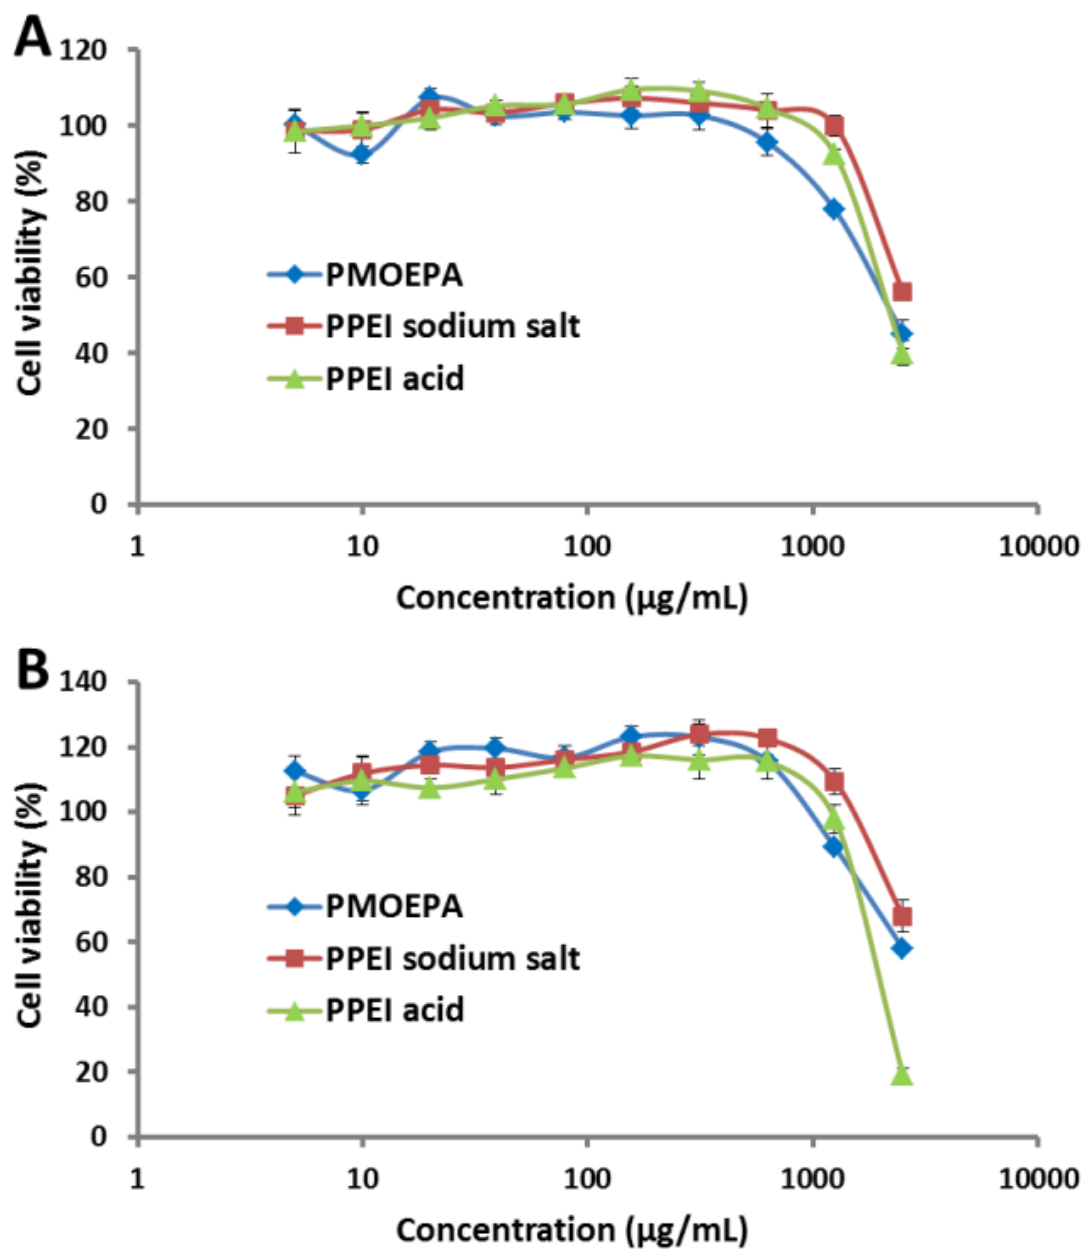 A
120
100
80
60
40
20
0
Cell viability (%)
PMOEPA
PPEI sodium salt
PPEI acid
1 10 100 1000 10000
Concentration (µg/mL)
B
140
120
100
80
60
40
20
0
Cell viability (%)
PMOEPA
PPEI sodium salt
PPEI acid
1 10 100 1000 10000
Concentration (µg/mL)